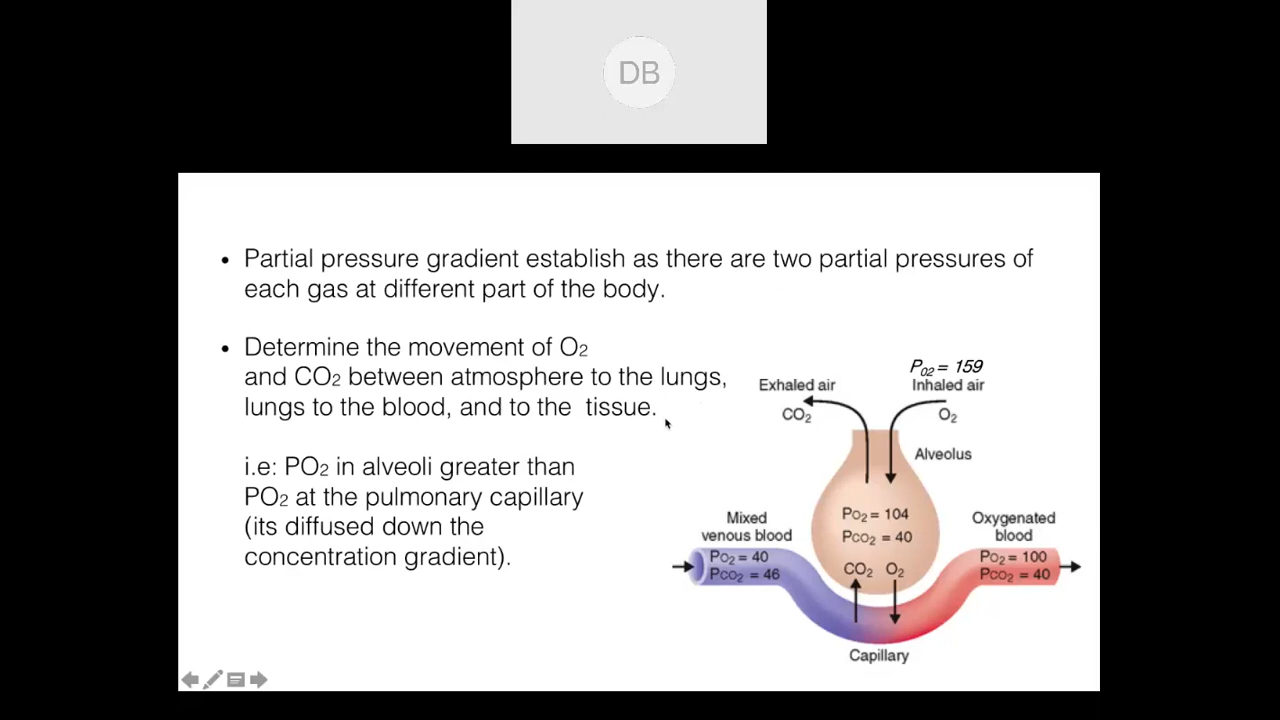 DB
• Partial pressure gradient establish as there are two partial pressures of
each gas at different part of the body.
• Determine the movement of O₂
and CO₂ between atmosphere to the lungs,
lungs to the blood, and to the tissue.
i.e: PO₂ in alveoli greater than
PO₂ at the pulmonary capillary
(its diffused down the
concentration gradient).
P₀₂ = 159
Exhaled air
Inhaled air
CO₂
O₂
Alveolus
PO₂ = 104
PCO₂ = 40
Mixed
venous blood
PO₂ = 40
PCO₂ = 46
CO₂ O₂
Oxygenated
blood
PO₂ = 100
PCO₂ = 40
Capillary